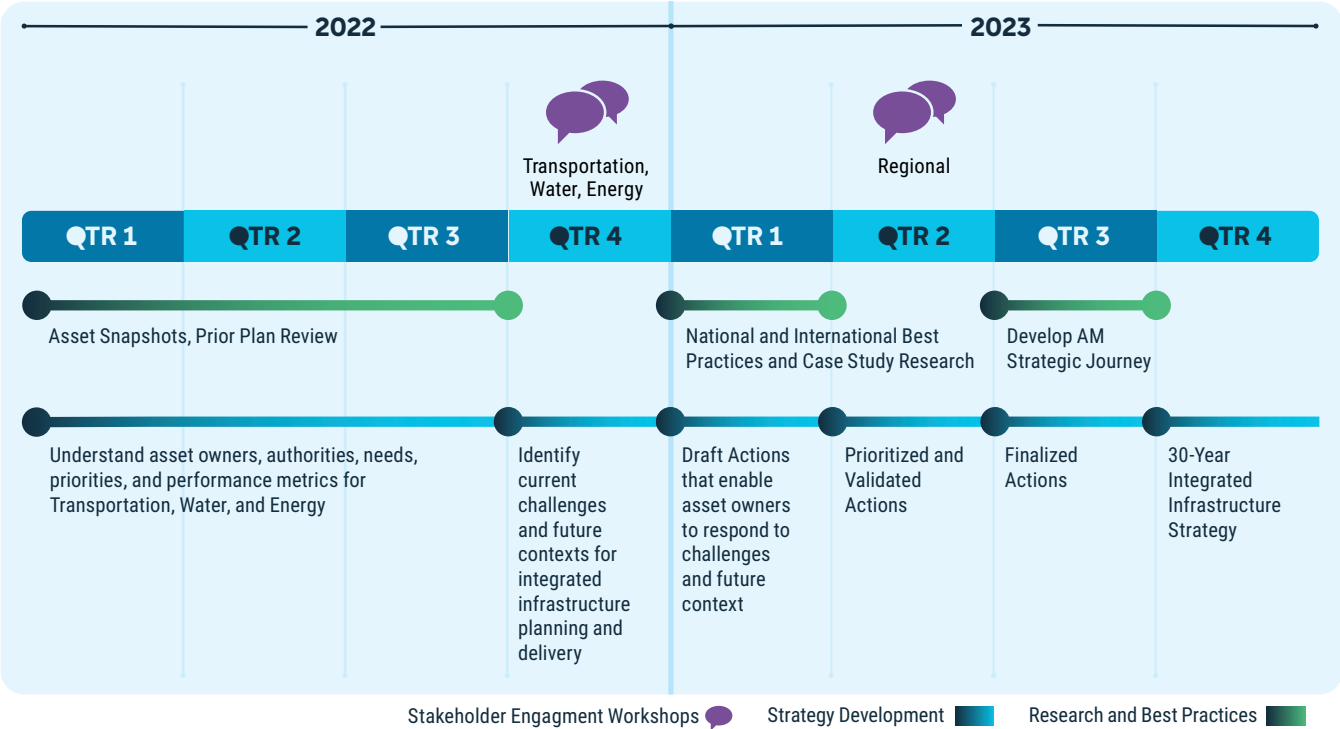 2022
2023
Transportation,
Water, Energy
Regional
QTR 1
QTR 2
QTR 3
QTR 4
QTR 1
QTR 2
QTR 3
QTR 4
Asset Snapshots, Prior Plan Review
National and International Best
Practices and Case Study Research
Develop AM
Strategic Journey
Understand asset owners, authorities, needs,
priorities, and performance metrics for
Transportation, Water, and Energy
Identify
current
challenges
and future
contexts for
integrated
infrastructure
planning and
delivery
Draft Actions
that enable
asset owners
to respond to
challenges
and future
context
Prioritized and
Validated
Actions
Finalized
Actions
30-Year
Integrated
Infrastructure
Strategy
Stakeholder Engagment Workshops
Strategy Development
Research and Best Practices